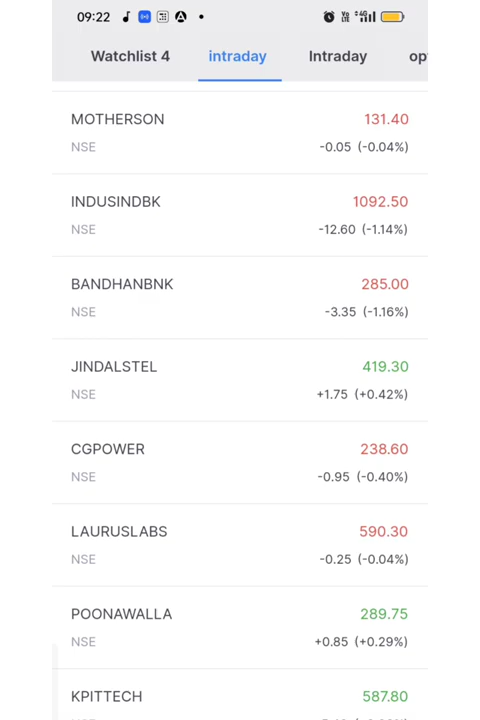 09:22
Watchlist 4 intraday Intraday op
MOTHERSON 131.40
NSE -0.05 (-0.04%)
INDUSINDBK 1092.50
NSE -12.60 (-1.14%)
BANDHANBNK 285.00
NSE -3.35 (-1.16%)
JINDALSTEL 419.30
NSE +1.75 (+0.42%)
CGPOWER 238.60
NSE -0.95 (-0.40%)
LAURUSLABS 590.30
NSE -0.25 (-0.04%)
POONAWALLA 289.75
NSE +0.85 (+0.29%)
KPITTECH 587.80